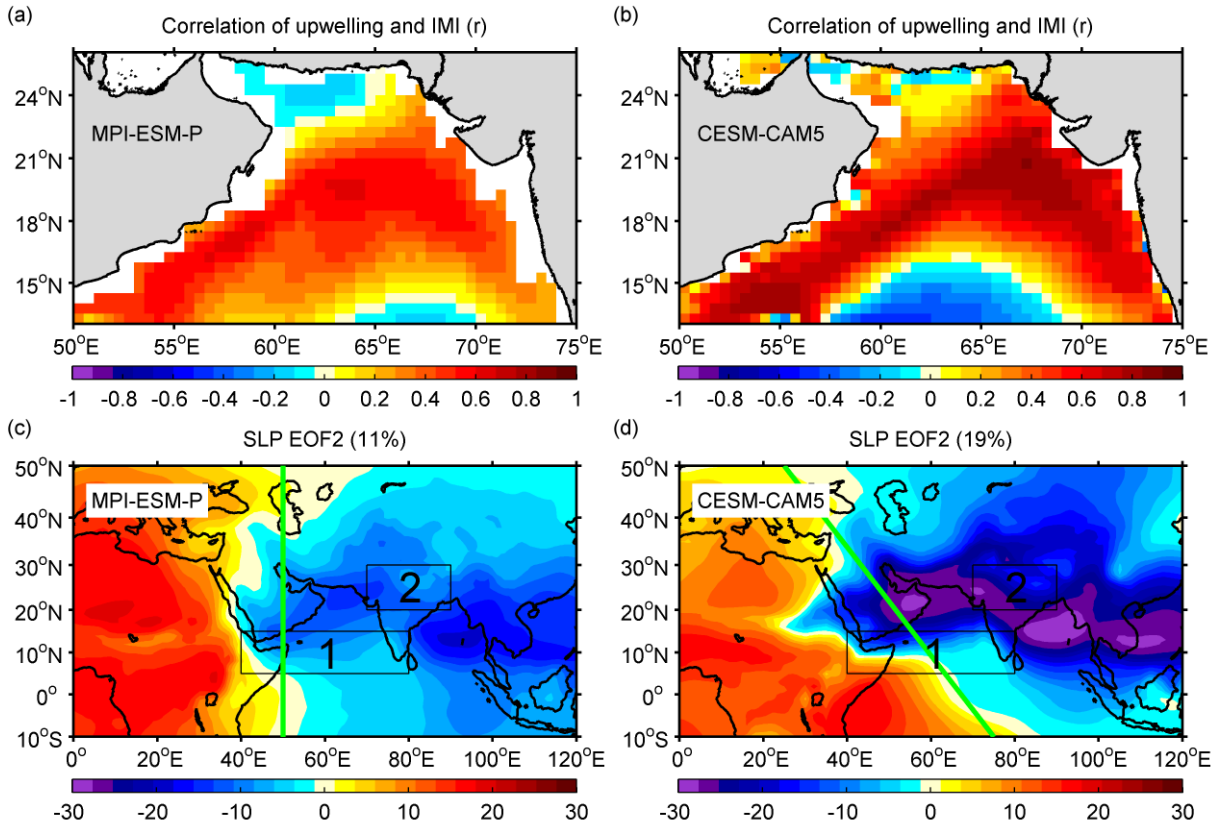 (a)
Correlation of upwelling and IMI (r)
24°N
21°N
18°N
15°N
MPI-ESM-P
50°E 55°E 60°E 65°E 70°E 75°E
-1 -0.8 -0.6 -0.4 -0.2 0 0.2 0.4 0.6 0.8 1
(b)
Correlation of upwelling and IMI (r)
24°N
21°N
18°N
15°N
CESM-CAM5
50°E 55°E 60°E 65°E 70°E 75°E
-1 -0.8 -0.6 -0.4 -0.2 0 0.2 0.4 0.6 0.8 1
(c)
SLP EOF2 (11%)
50°N
40°N
30°N
20°N
10°N
0°
10°S
MPI-ESM-P
2
1
0° 20°E 40°E 60°E 80°E 100°E 120°E
-30 -20 -10 0 10 20 30
(d)
SLP EOF2 (19%)
50°N
40°N
30°N
20°N
10°N
0°
10°S
CESM-CAM5
2
1
0° 20°E 40°E 60°E 80°E 100°E 120°E
-30 -20 -10 0 10 20 30